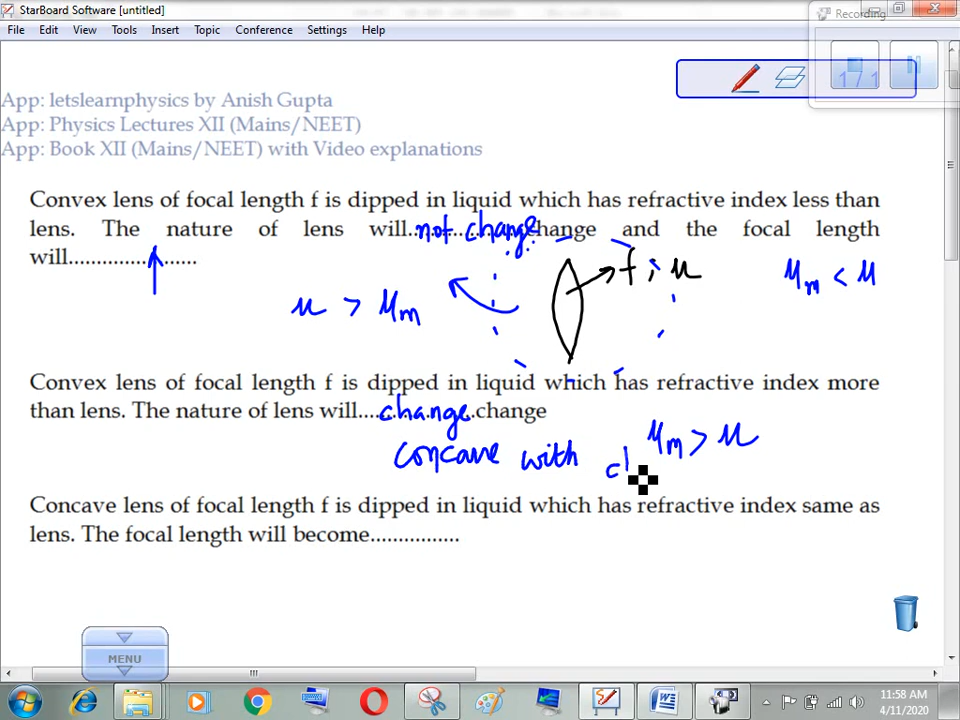 StarBoard Software [untitled]
Recording
File Edit View Tools Insert Topic Conference Settings Help
171
App: letslearnphysics by Anish Gupta
App: Physics Lectures XII (Mains/NEET)
App: Book XII (Mains/NEET) with Video explanations
Convex lens of focal length f is dipped in liquid which has refractive index less than
lens. The nature of lens will..not change..change and the focal length
will......................
f ; μ
μm < μ
μ > μm
Convex lens of focal length f is dipped in liquid which has refractive index more
than lens. The nature of lens will....change....change
μm > μ
concave with
Concave lens of focal length f is dipped in liquid which has refractive index same as
lens. The focal length will become................
MENU
11:58 AM
4/11/2020